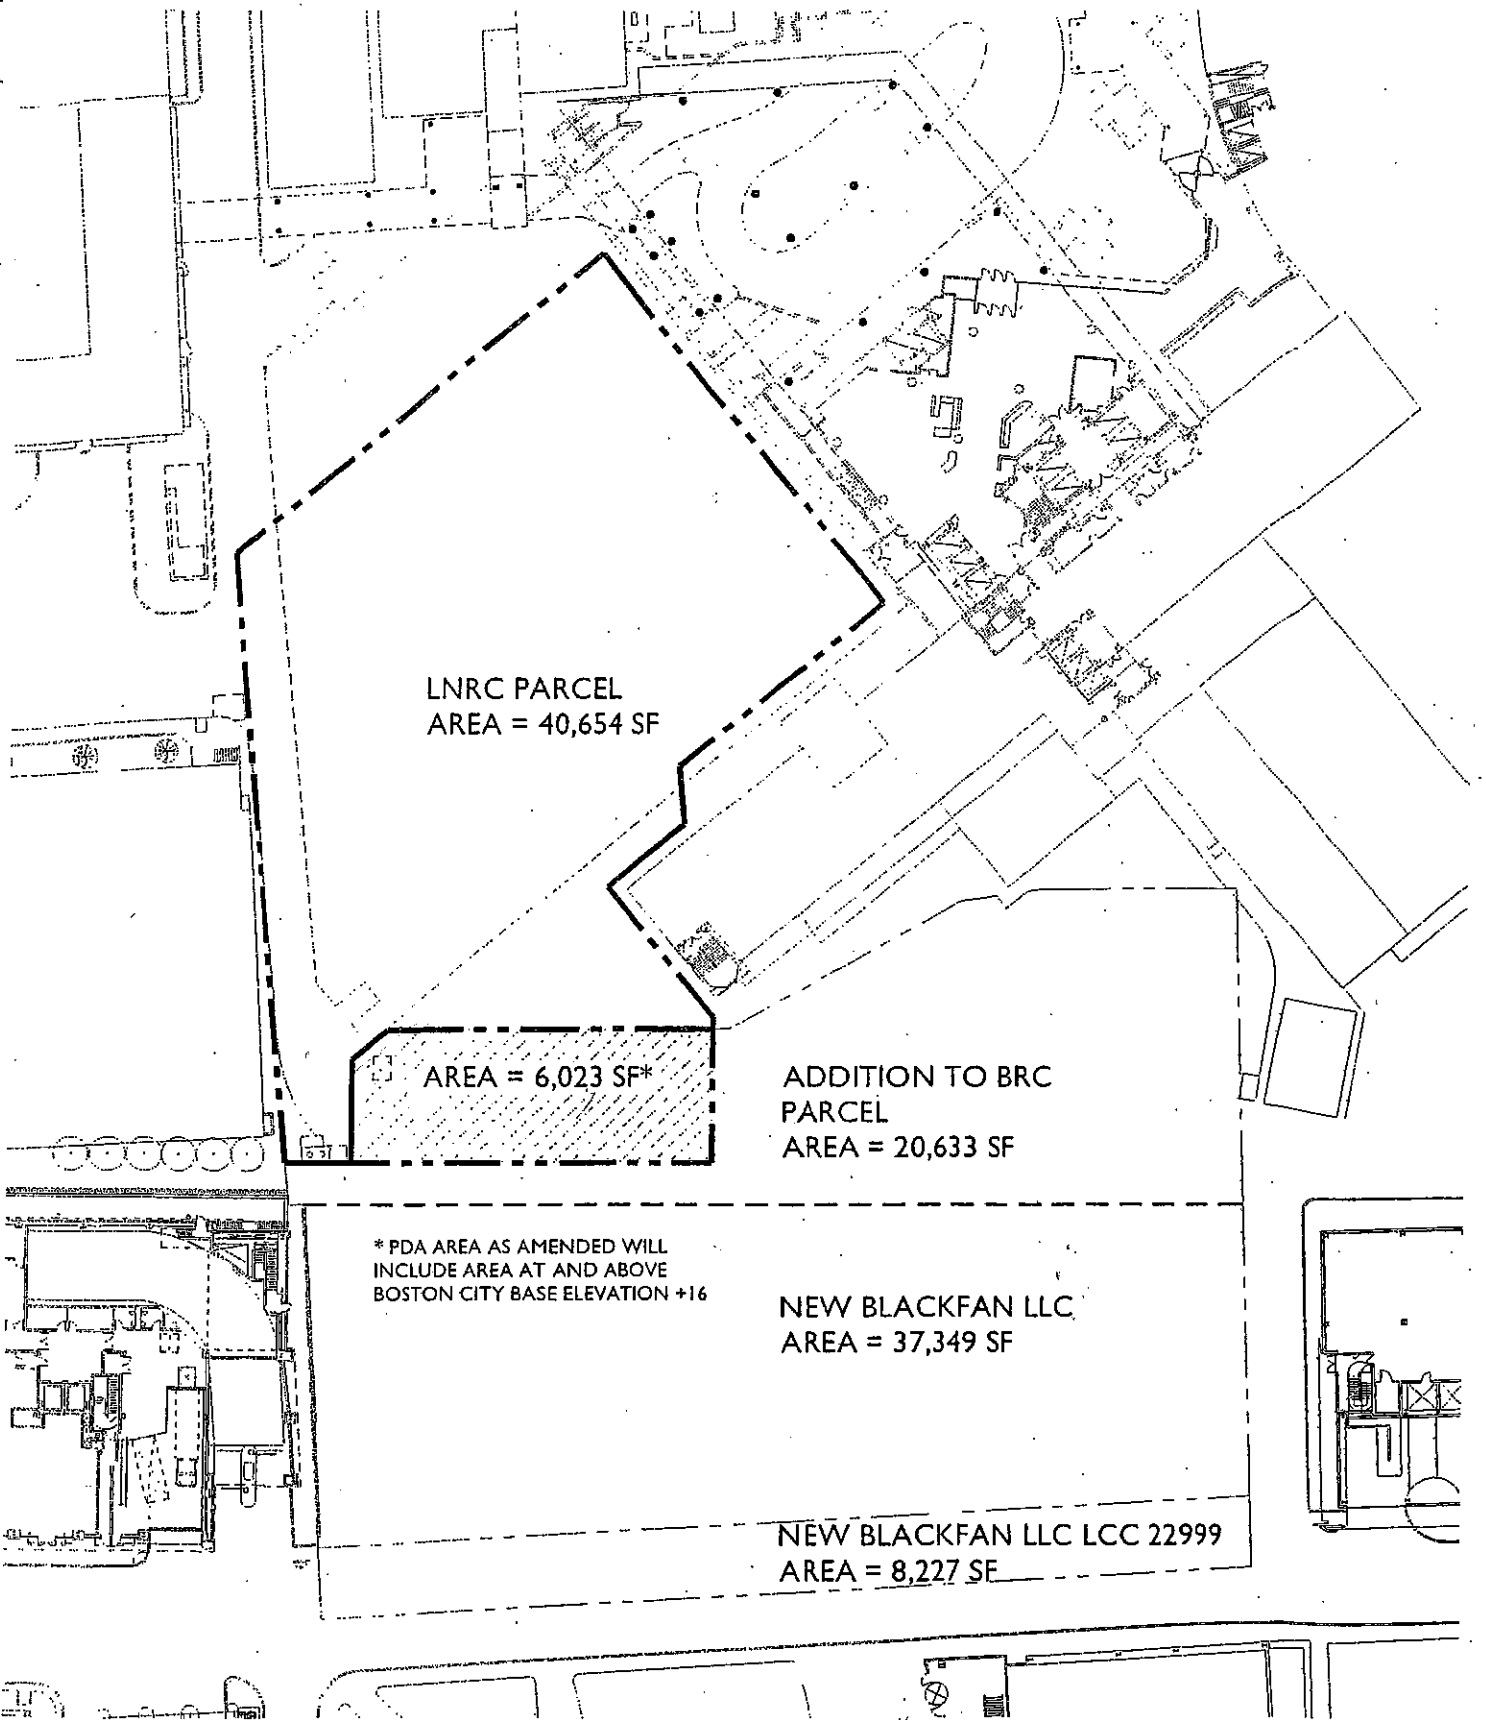 LNRC PARCEL
AREA = 40,654 SF
AREA = 6,023 SF*
ADDITION TO BRC
PARCEL
AREA = 20,633 SF
* PDA AREA AS AMENDED WILL
INCLUDE AREA AT AND ABOVE
BOSTON CITY BASE ELEVATION +16
NEW BLACKFAN LLC
AREA = 37,349 SF
NEW BLACKFAN LLC LCC 22999
AREA = 8,227 SF